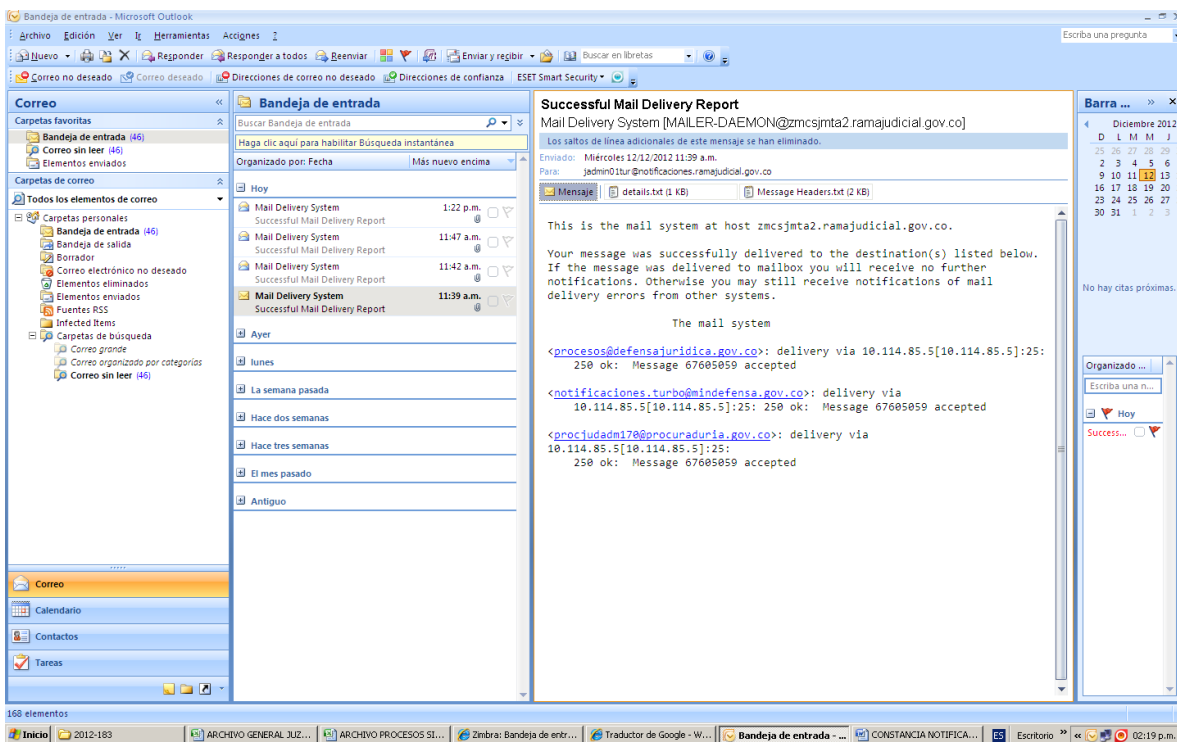 Bandeja de entrada - Microsoft Outlook
Archivo Edición Ver Ir Herramientas Acciones ?
Escriba una pregunta
Nuevo Responder Responder a todos Reenviar Enviar y recibir Buscar en libretas
Correo no deseado Correo deseado Direcciones de correo no deseado Direcciones de confianza ESET Smart Security
Correo
Carpetas favoritas
Bandeja de entrada (46)
Correo sin leer (46)
Elementos enviados
Carpetas de correo
Todos los elementos de correo
Carpetas personales
Bandeja de entrada (46)
Bandeja de salida
Borrador
Correo electrónico no deseado
Elementos eliminados
Elementos enviados
Fuentes RSS
Infected Items
Carpetas de búsqueda
Correo grande
Correo organizado por categorías
Correo sin leer (46)
Correo
Calendario
Contactos
Tareas
Bandeja de entrada
Buscar Bandeja de entrada
Haga clic aquí para habilitar Búsqueda instantánea
Organizado por: Fecha Más nuevo encima
Hoy
Mail Delivery System 1:22 p.m.
Successful Mail Delivery Report
Mail Delivery System 11:47 a.m.
Successful Mail Delivery Report
Mail Delivery System 11:42 a.m.
Successful Mail Delivery Report
Mail Delivery System 11:39 a.m.
Successful Mail Delivery Report
Ayer
lunes
La semana pasada
Hace dos semanas
Hace tres semanas
El mes pasado
Antiguo
Successful Mail Delivery Report
Mail Delivery System [MAILER-DAEMON@zmcsjmta2.ramajudicial.gov.co]
Los saltos de línea adicionales de este mensaje se han eliminado.
Enviado: Miércoles 12/12/2012 11:39 a.m.
Para: jadmin01tur@notificaciones.ramajudicial.gov.co
Mensaje details.txt (1 KB) Message Headers.txt (2 KB)
This is the mail system at host zmcsjmta2.ramajudicial.gov.co.
Your message was successfully delivered to the destination(s) listed below.
If the message was delivered to mailbox you will receive no further
notifications. Otherwise you may still receive notifications of mail
delivery errors from other systems.
The mail system
<procesos@defensajuridica.gov.co>: delivery via 10.114.85.5[10.114.85.5]:25:
250 ok: Message 67605059 accepted
<notificaciones.turbo@mindefensa.gov.co>: delivery via
10.114.85.5[10.114.85.5]:25: 250 ok: Message 67605059 accepted
<procjudadm170@procuraduria.gov.co>: delivery via
10.114.85.5[10.114.85.5]:25:
250 ok: Message 67605059 accepted
Barra ...
Diciembre 2012
D L M M J
25 26 27 28 29
2 3 4 5 6
9 10 11 12 13
16 17 18 19 20
23 24 25 26 27
30 31 1 2 3
No hay citas próximas.
Organizado ...
Escriba una n...
Hoy
Success...
168 elementos
Inicio 2012-183 ARCHIVO GENERAL JUZ... ARCHIVO PROCESOS SI... Zimbra: Bandeja de entr... Traductor de Google - W... Bandeja de entrada - ... CONSTANCIA NOTIFICA... ES Escritorio 02:19 p.m.